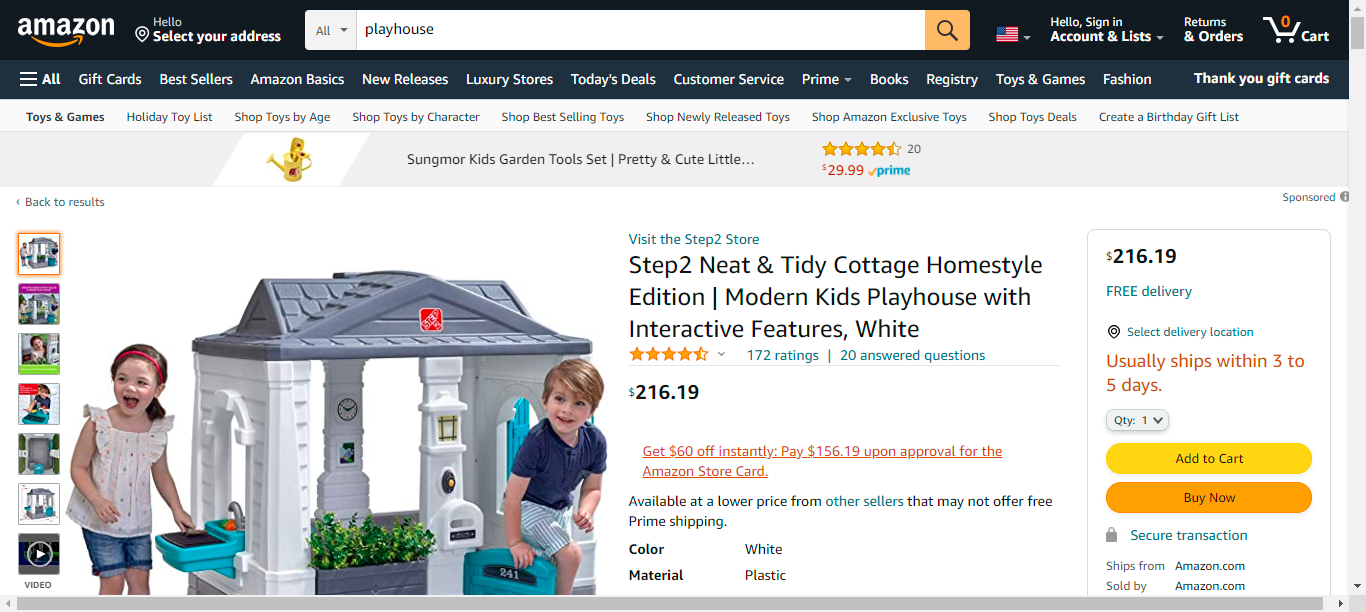 amazon
Hello
Select your address
All
playhouse
Hello, Sign in
Account & Lists
Returns
& Orders
0
Cart
All
Gift Cards
Best Sellers
Amazon Basics
New Releases
Luxury Stores
Today's Deals
Customer Service
Prime
Books
Registry
Toys & Games
Fashion
Thank you gift cards
Toys & Games
Holiday Toy List
Shop Toys by Age
Shop Toys by Character
Shop Best Selling Toys
Shop Newly Released Toys
Shop Amazon Exclusive Toys
Shop Toys Deals
Create a Birthday Gift List
Sungmor Kids Garden Tools Set | Pretty & Cute Little…
20
$29.99 prime
Sponsored
‹ Back to results
VIDEO
241
Visit the Step2 Store
Step2 Neat & Tidy Cottage Homestyle
Edition | Modern Kids Playhouse with
Interactive Features, White
172 ratings | 20 answered questions
$216.19
Get $60 off instantly: Pay $156.19 upon approval for the
Amazon Store Card.
Available at a lower price from other sellers that may not offer free
Prime shipping.
Color White
Material Plastic
$216.19
FREE delivery
Select delivery location
Usually ships within 3 to
5 days.
Qty: 1
Add to Cart
Buy Now
Secure transaction
Ships from Amazon.com
Sold by Amazon.com